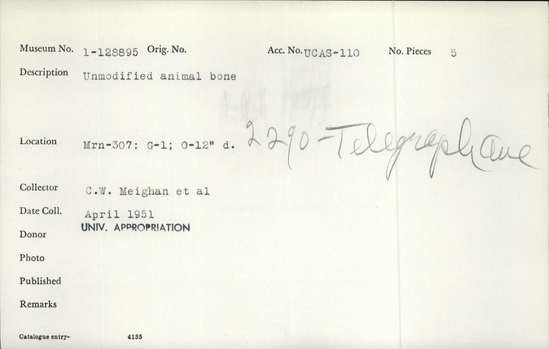 Museum No. 1-128895 Orig. No. Acc. No. UCAS-110 No. Pieces 5
Description Unmodified animal bone
Location Mrn-307: G-1; 0-12" d. 2290-Telegraph Ave
Collector C.W. Meighan et al
Date Coll. April 1951
Donor UNIV. APPROPRIATION
Photo
Published
Remarks
Catalogue entry- 4135